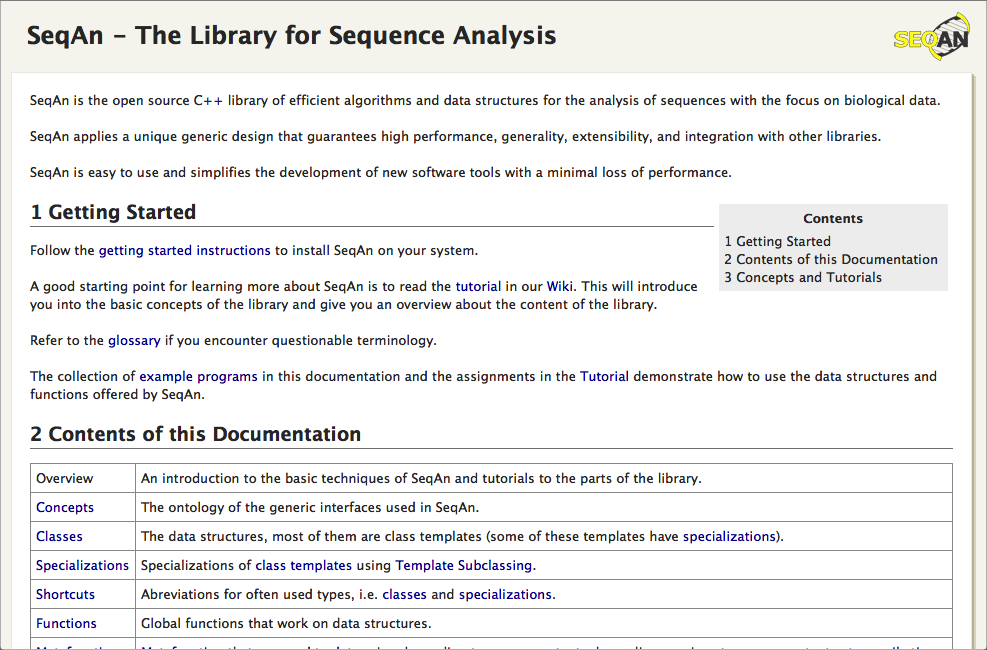 SeqAn – The Library for Sequence Analysis
SEQAN
SeqAn is the open source C++ library of efficient algorithms and data structures for the analysis of sequences with the focus on biological data.
SeqAn applies a unique generic design that guarantees high performance, generality, extensibility, and integration with other libraries.
SeqAn is easy to use and simplifies the development of new software tools with a minimal loss of performance.
1 Getting Started
Contents
1 Getting Started
2 Contents of this Documentation
3 Concepts and Tutorials
Follow the getting started instructions to install SeqAn on your system.
A good starting point for learning more about SeqAn is to read the tutorial in our Wiki. This will introduce
you into the basic concepts of the library and give you an overview about the content of the library.
Refer to the glossary if you encounter questionable terminology.
The collection of example programs in this documentation and the assignments in the Tutorial demonstrate how to use the data structures and
functions offered by SeqAn.
2 Contents of this Documentation
Overview An introduction to the basic techniques of SeqAn and tutorials to the parts of the library.
Concepts The ontology of the generic interfaces used in SeqAn.
Classes The data structures, most of them are class templates (some of these templates have specializations).
Specializations Specializations of class templates using Template Subclassing.
Shortcuts Abreviations for often used types, i.e. classes and specializations.
Functions Global functions that work on data structures.